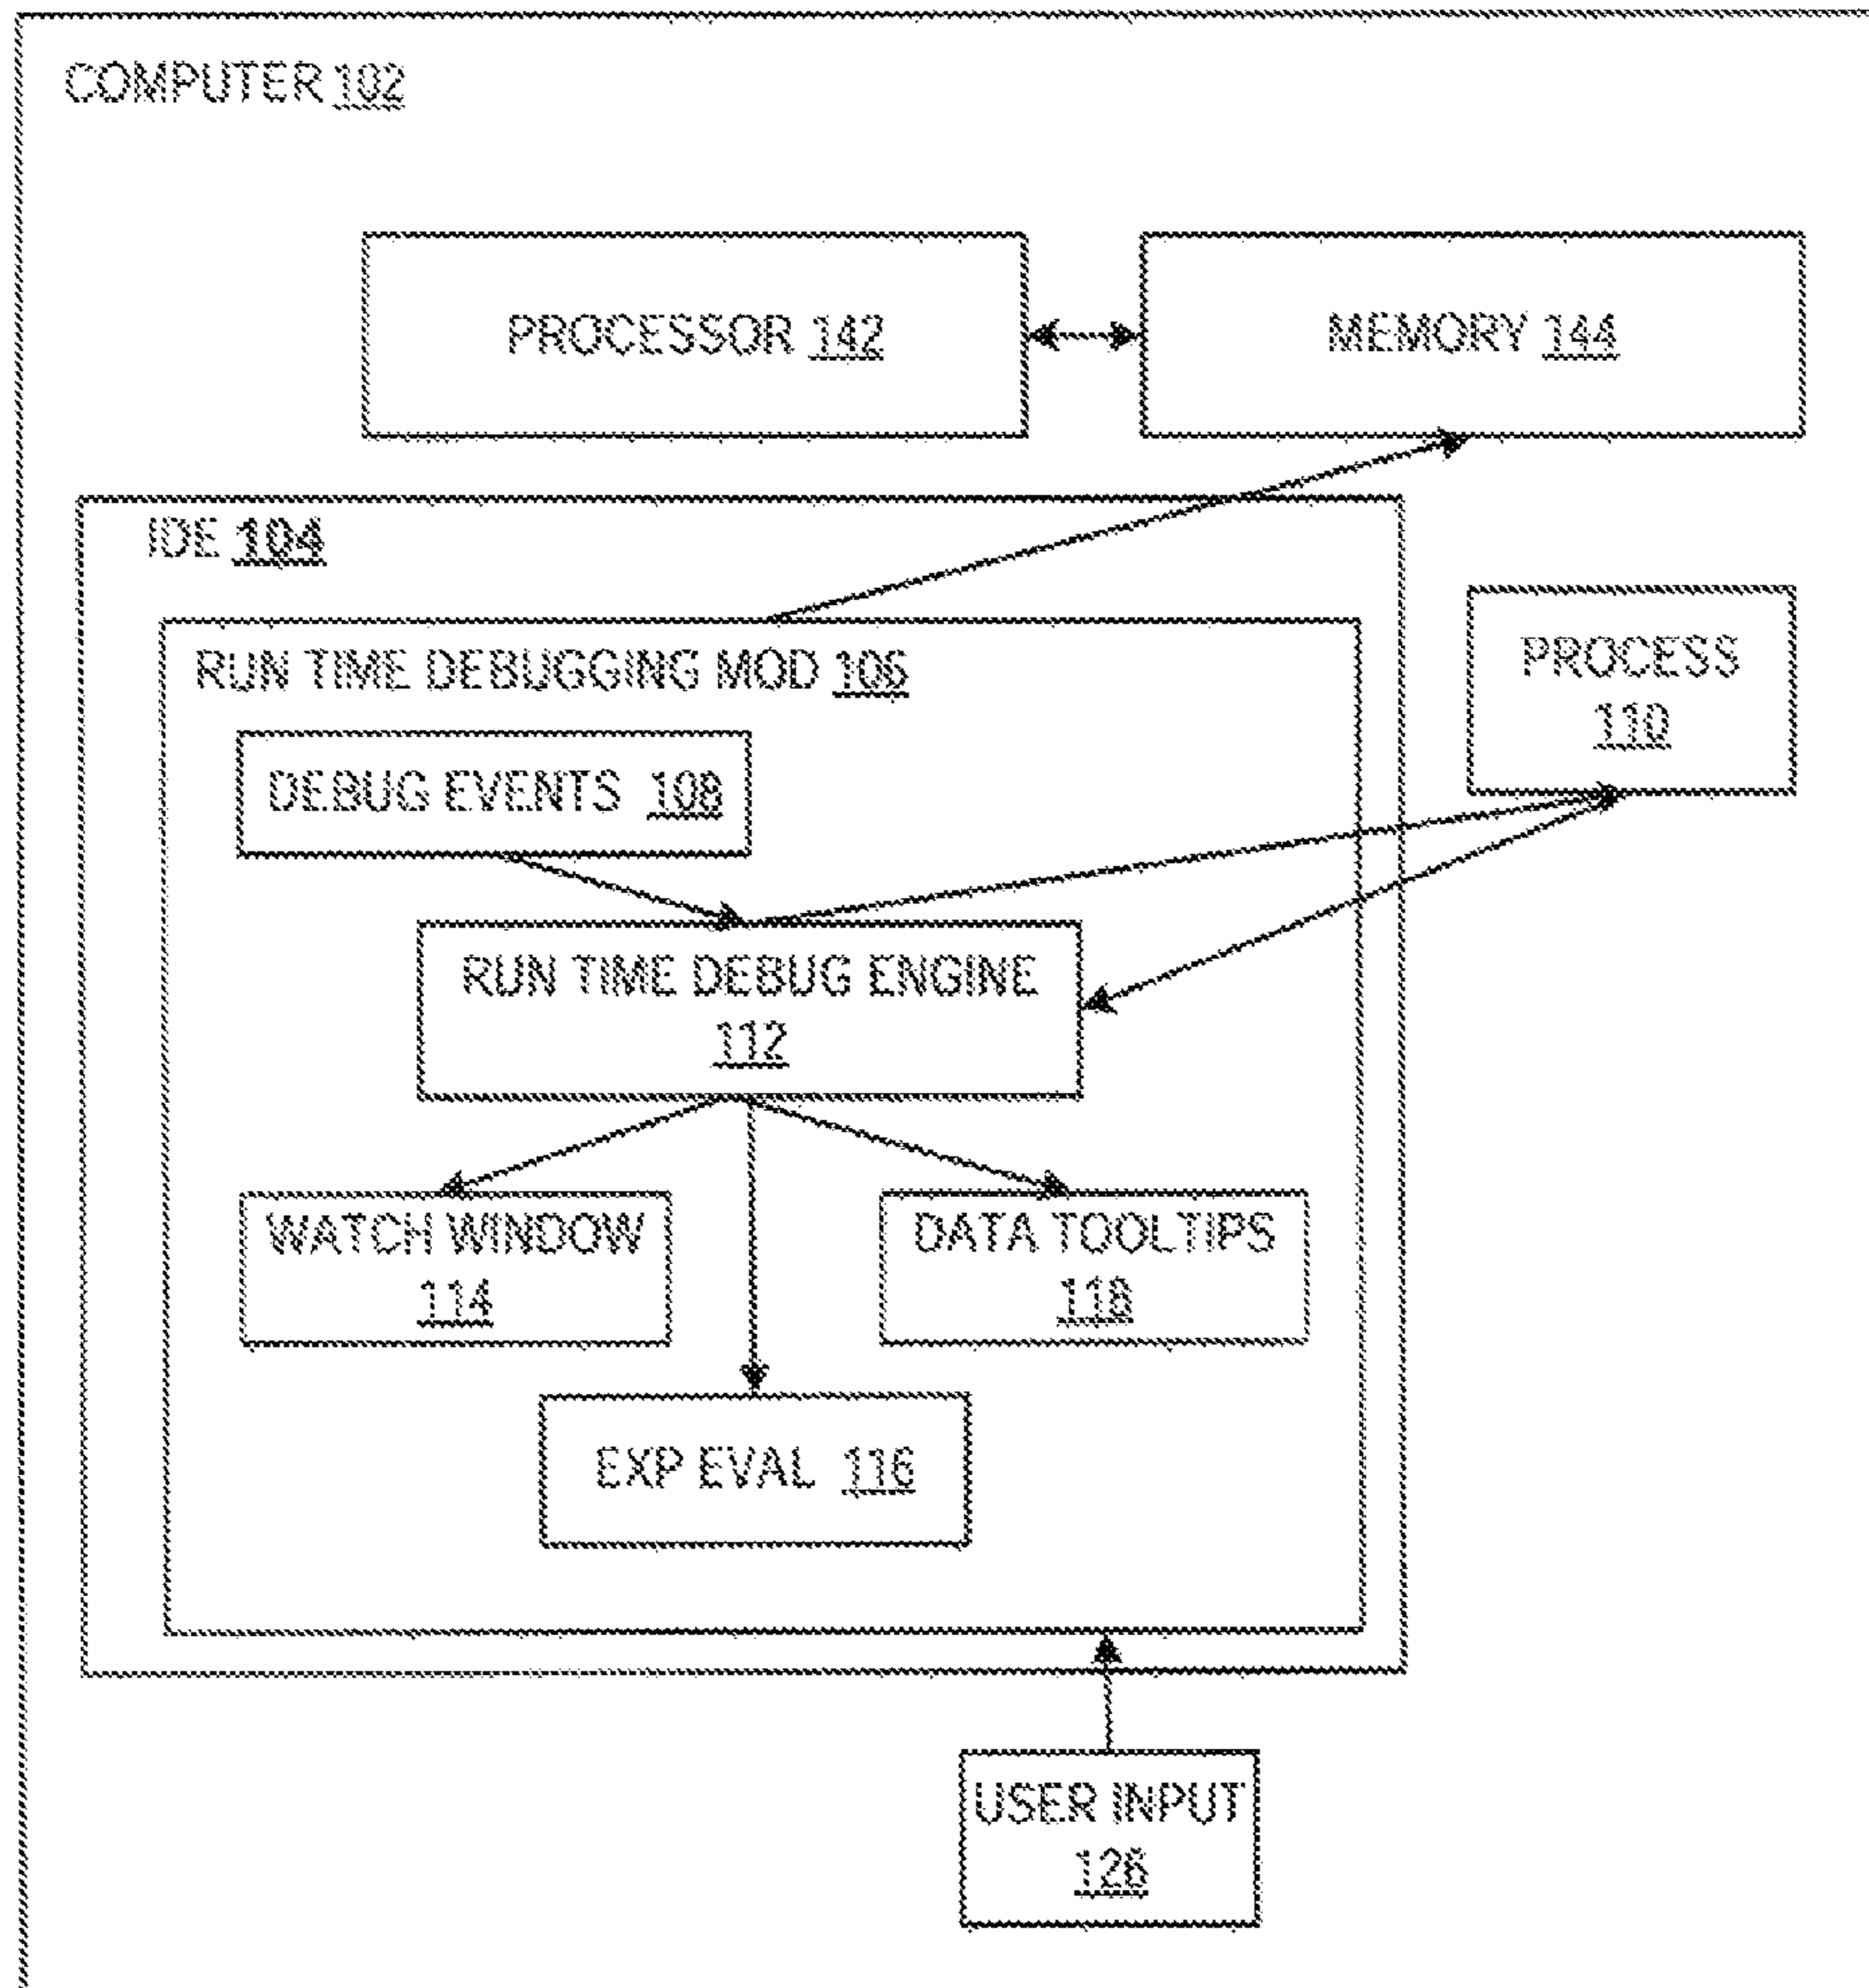 COMPUTER 102
PROCESSOR 142
MEMORY 144
IDE 104
RUN TIME DEBUGGING MOD 106
PROCESS
110
DEBUG EVENTS 108
RUN TIME DEBUG ENGINE
112
WATCH WINDOW
114
DATA TOOLTIPS
118
EXP EVAL 116
USER INPUT
126